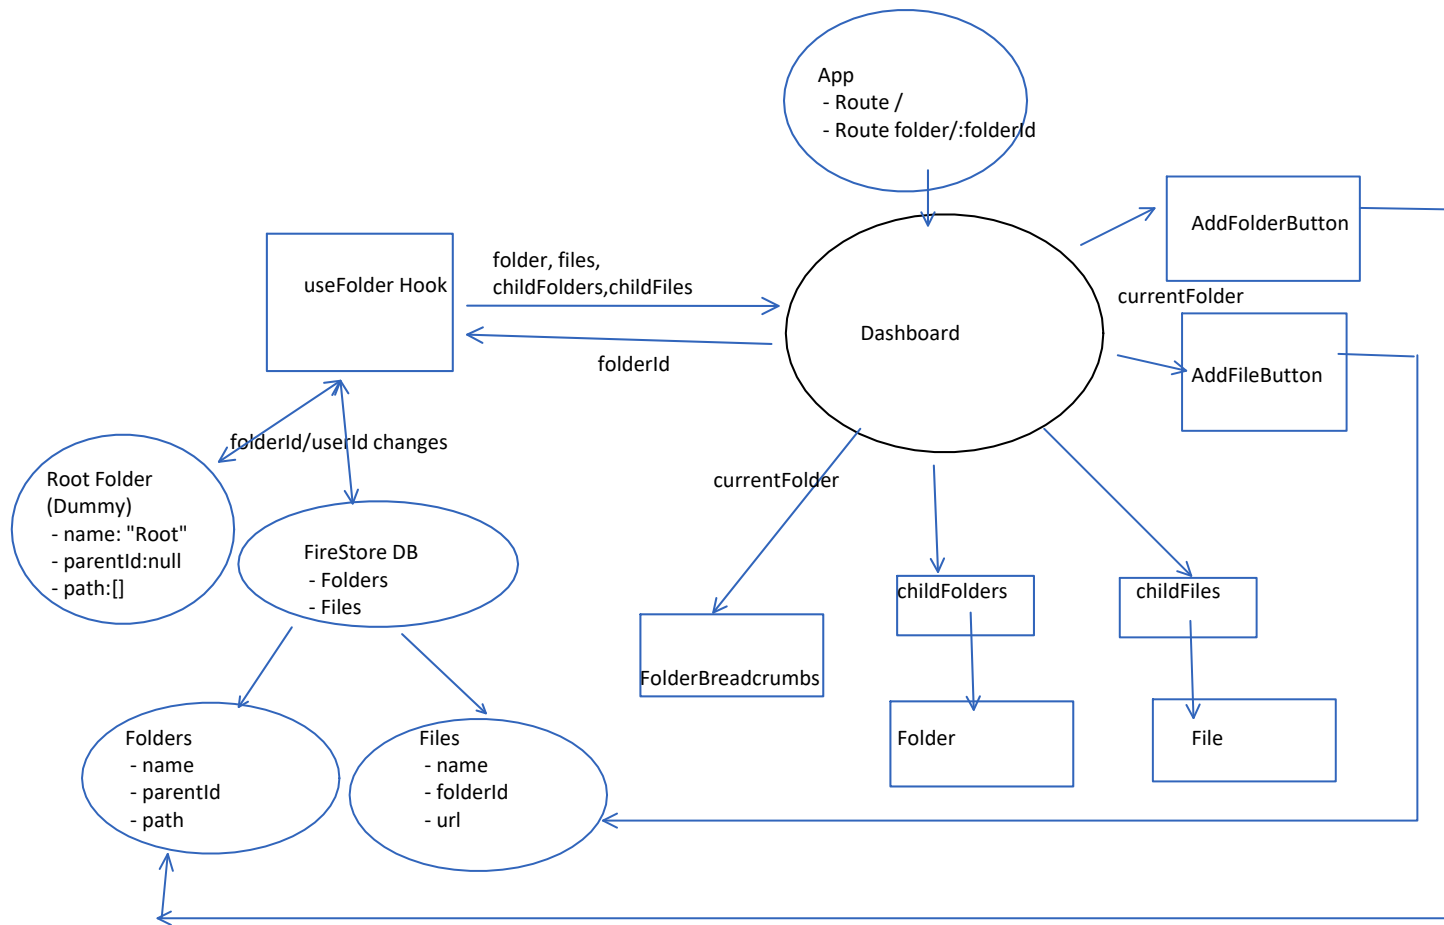 App
- Route /
- Route folder/:folderId
AddFolderButton
useFolder Hook
folder, files,
childFolders,childFiles
currentFolder
Dashboard
folderId
AddFileButton
folderId/userId changes
Root Folder
(Dummy)
- name: "Root"
- parentId:null
- path:[]
currentFolder
FireStore DB
- Folders
- Files
childFolders
childFiles
FolderBreadcrumbs
Folders
- name
- parentId
- path
Files
- name
- folderId
- url
Folder
File